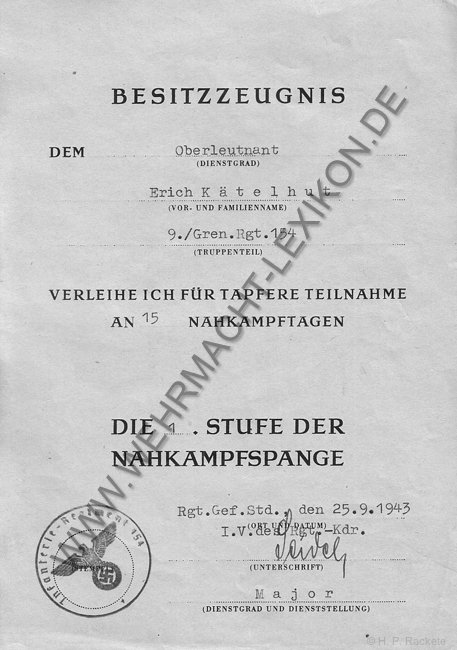 BESITZZEUGNIS
DEM Oberleutnant
(DIENSTGRAD)
Erich Kätelhut
(VOR- UND FAMILIENNAME)
9./Gren.Rgt.154
(TRUPPENTEIL)
VERLEIHE ICH FÜR TAPFERE TEILNAHME
AN 15 NAHKAMPFTAGEN
DIE 1 . STUFE DER
NAHKAMPFSPANGE
Rgt.Gef.Std., den 25.9.1943
(ORT UND DATUM)
I.V.des Rgt.-Kdr.
(UNTERSCHRIFT)
Major
(DIENSTGRAD UND DIENSTSTELLUNG)
Infanterie-Regiment 154
WWW.WEHRMACHT-LEXIKON.DE
© H. P. Rackete